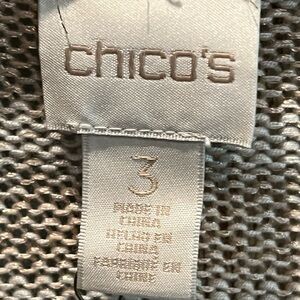 chico's
3
MADE IN
CHINA
HECHO EN
CHINA
FABRIQUE EN
CHINE